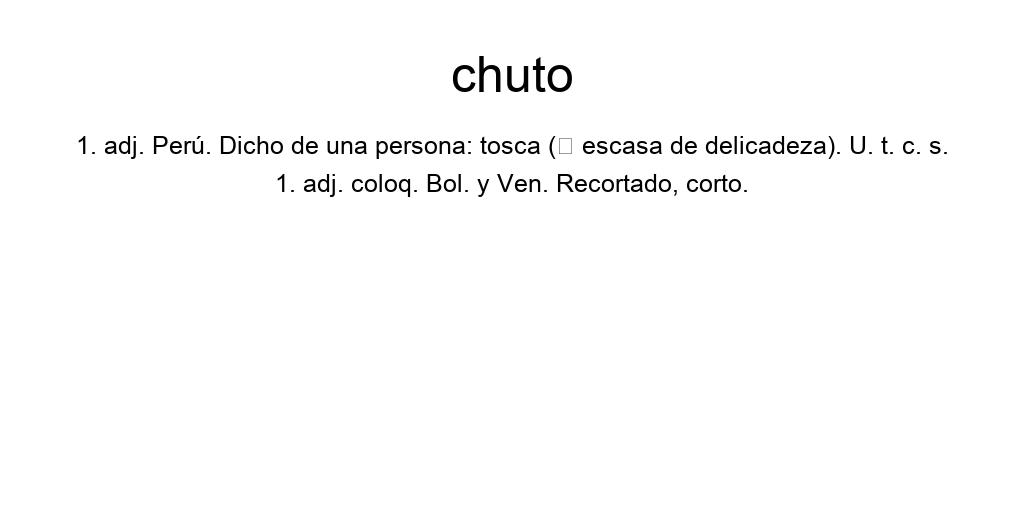 chuto
1. adj. Perú. Dicho de una persona: tosca (□ escasa de delicadeza). U. t. c. s.
1. adj. coloq. Bol. y Ven. Recortado, corto.